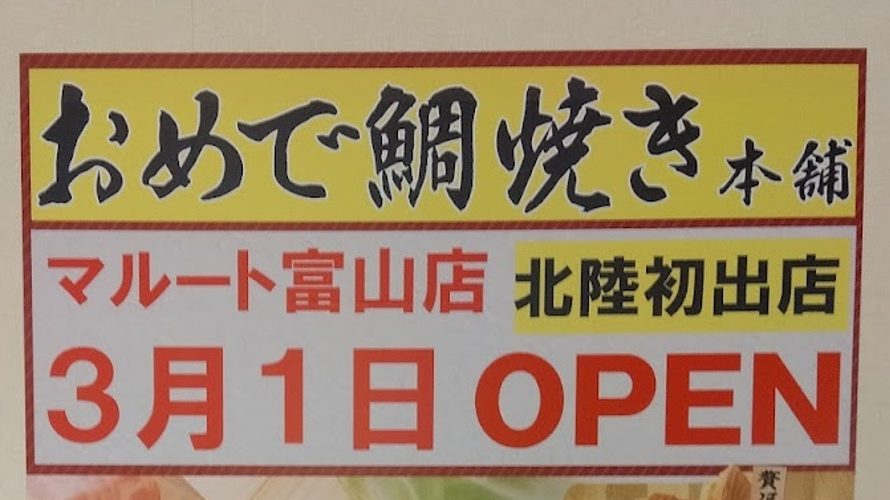 おめで鯛焼き本舗
マルート富山店 北陸初出店
3月1日 OPEN